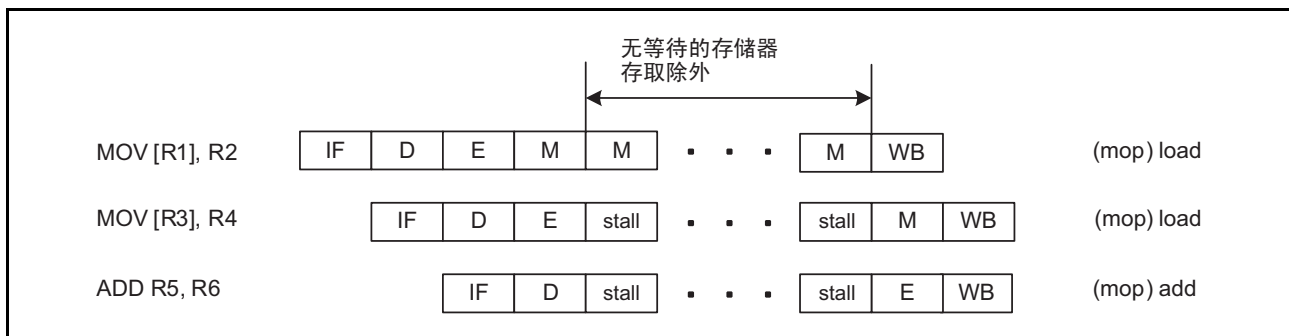 无等待的存储器
存取除外
MOV [R1], R2 IF D E M M · · · M WB (mop) load
MOV [R3], R4 IF D E stall · · · stall M WB (mop) load
ADD R5, R6 IF D stall · · · stall E WB (mop) add